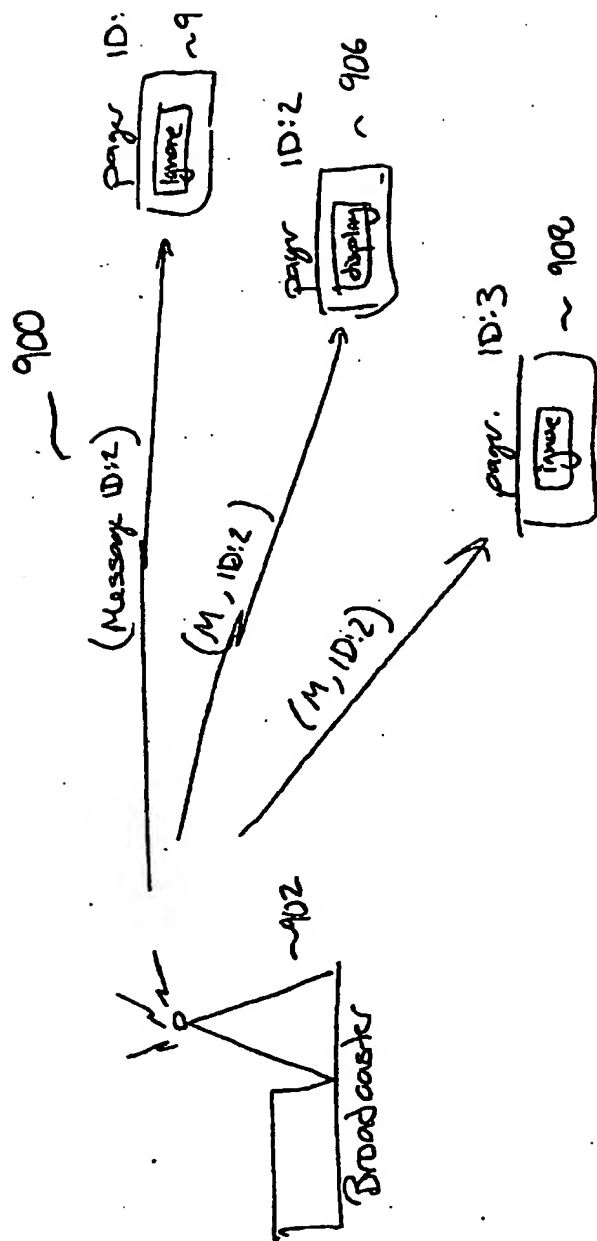 ~ 900
pager ID:
~9
ignore
(Message ID:2)
pager ID:2
display
~ 906
(M, ID:2)
pager. ID:3
ignore
~ 908
(M, ID:2)
~902
Broadcaster